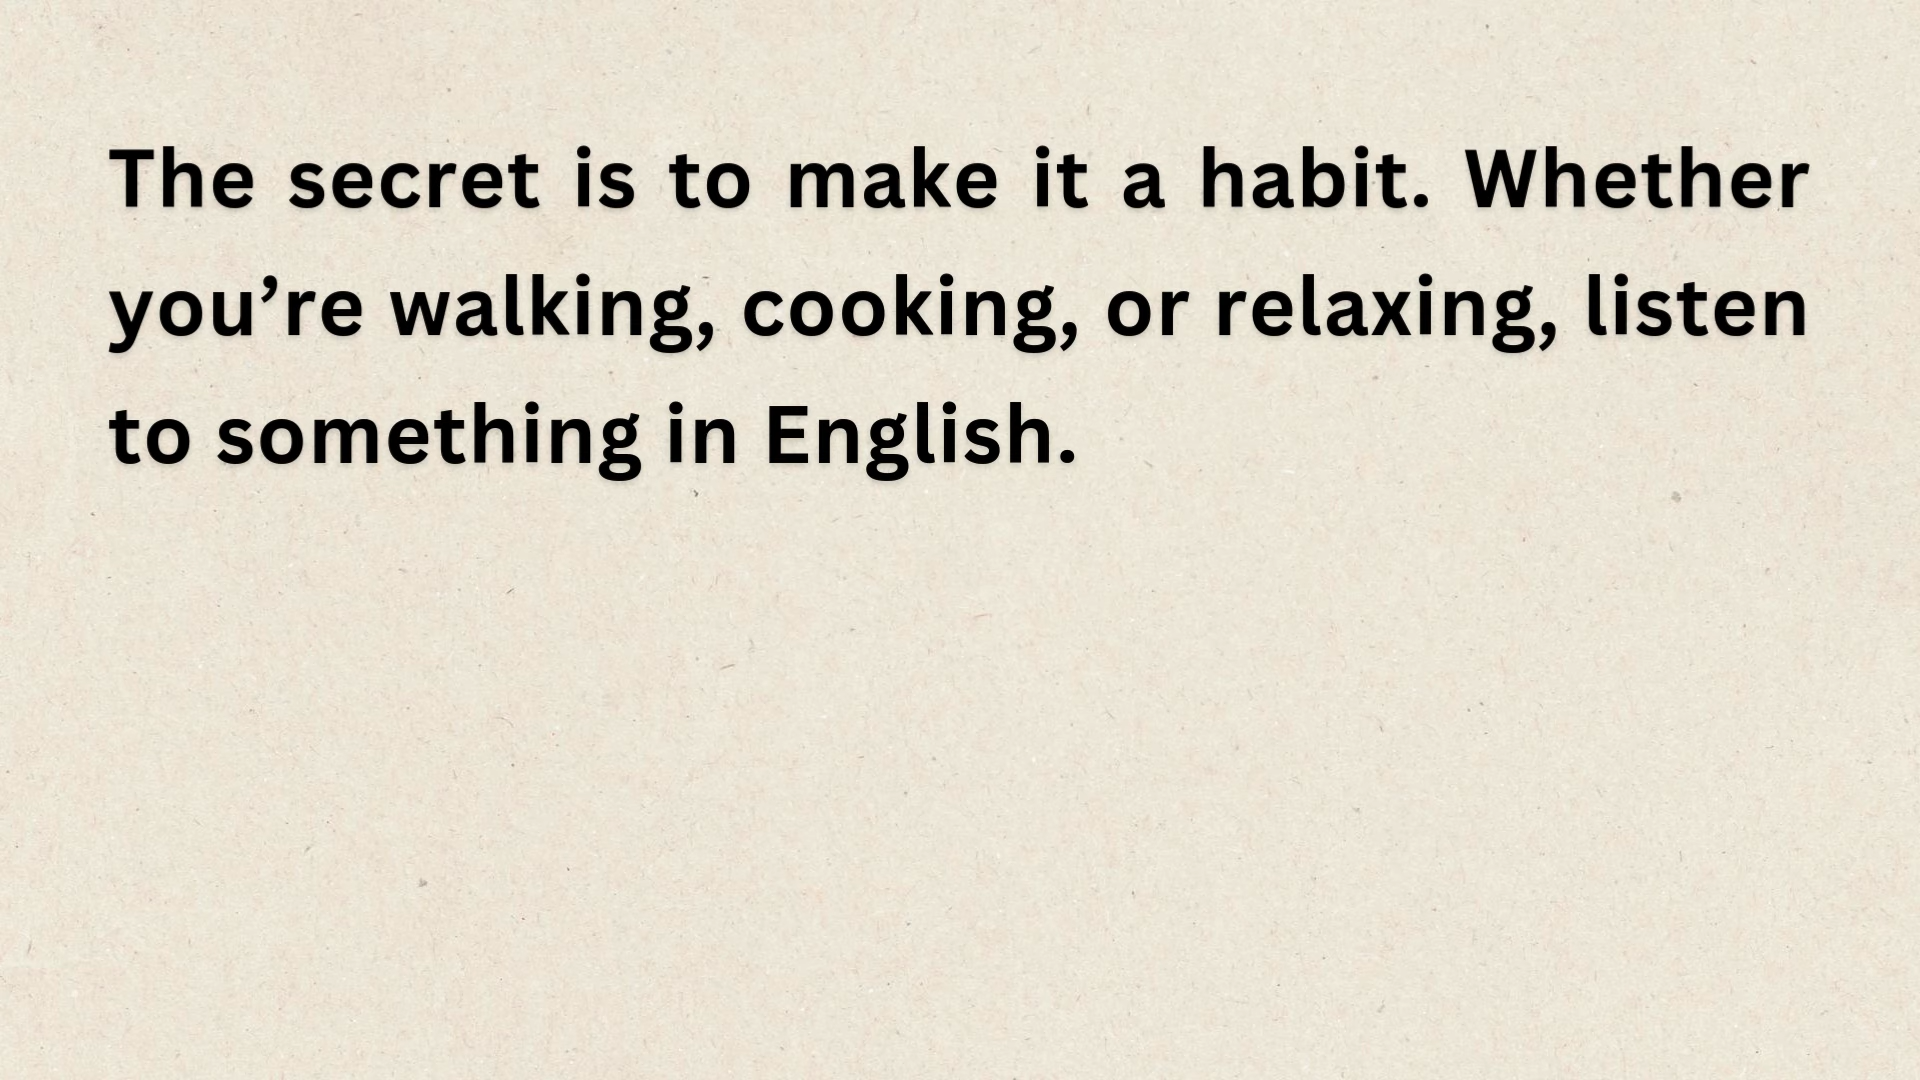 The secret is to make it a habit. Whether
you’re walking, cooking, or relaxing, listen
to something in English.